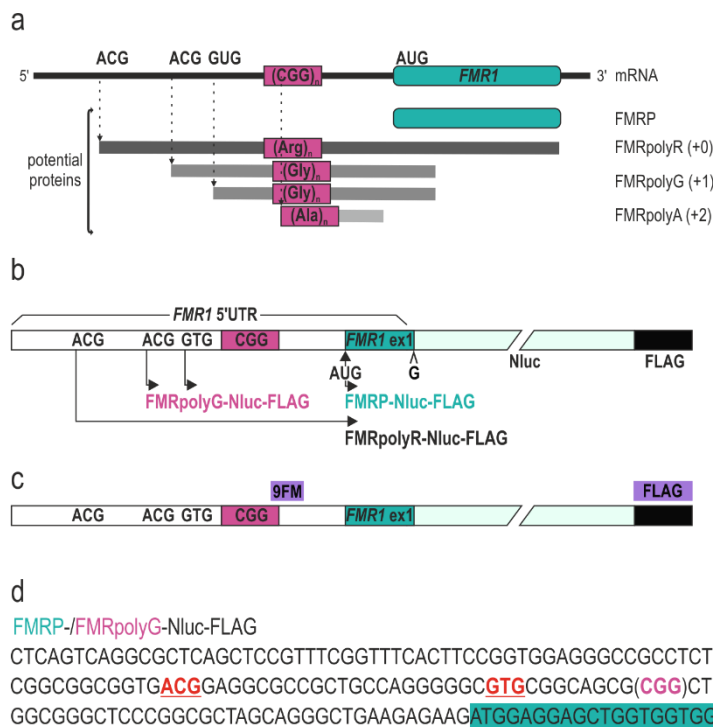 a
ACG ACG GUG AUG
5' (CGG)n FMR1 3' mRNA
FMRP
potential proteins
(Arg)n FMRpolyR (+0)
(Gly)n FMRpolyG (+1)
(Gly)n
(Ala)n FMRpolyA (+2)
b
FMR1 5'UTR
ACG ACG GTG CGG FMR1 ex1
AUG G Nluc FLAG
FMRpolyG-Nluc-FLAG FMRP-Nluc-FLAG
FMRpolyR-Nluc-FLAG
c
9FM FLAG
ACG ACG GTG CGG FMR1 ex1
d
FMRP-/FMRpolyG-Nluc-FLAG
CTCAGTCAGGCGCTCAGCTCCGTTTCGGTTTCACTTCCGGTGGAGGGCCGCCTCT
CGGCGGCGGTGACGGAGGCGCCGCTGCCAGGGGGCGTGCGGCAGCG(CGG)CT
GGCGGGCTCCCGGCGCTAGCAGGGCTGAAGAGAAGATGGAGGAGCTGGTGGTGC